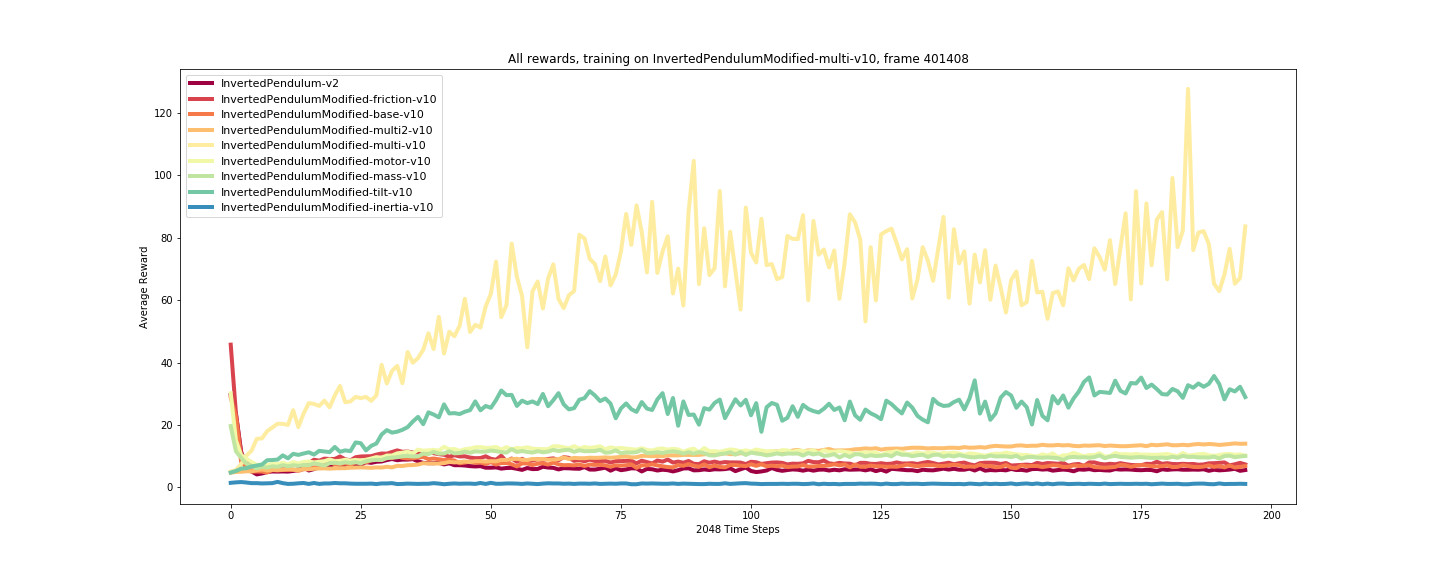 All rewards, training on InvertedPendulumModified-multi-v10, frame 401408
InvertedPendulum-v2
InvertedPendulumModified-friction-v10
InvertedPendulumModified-base-v10
InvertedPendulumModified-multi2-v10
InvertedPendulumModified-multi-v10
InvertedPendulumModified-motor-v10
InvertedPendulumModified-mass-v10
InvertedPendulumModified-tilt-v10
InvertedPendulumModified-inertia-v10
Average Reward
120
100
80
60
40
20
0
0 25 50 75 100 125 150 175 200
2048 Time Steps